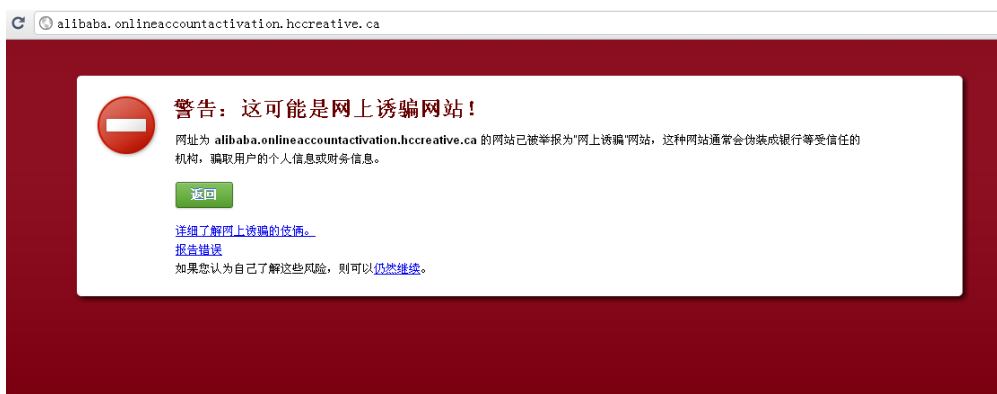 alibaba.onlineaccountactivation.hccreative.ca
警告：这可能是网上诱骗网站！
网址为 alibaba.onlineaccountactivation.hccreative.ca 的网站已被举报为"网上诱骗"网站，这种网站通常会伪装成银行等受信任的
机构，骗取用户的个人信息或财务信息。
返回
详细了解网上诱骗的伎俩。
报告错误
如果您认为自己了解这些风险，则可以仍然继续。